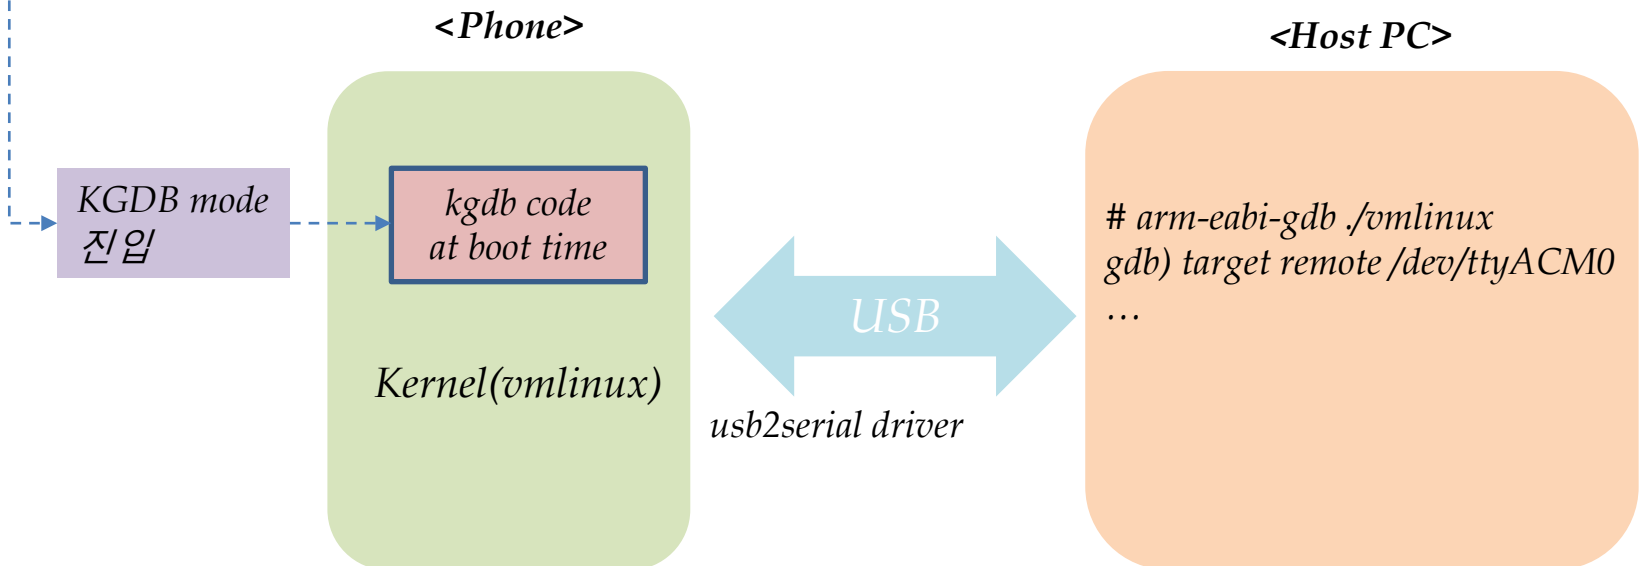 <Phone>
<Host PC>
KGDB mode
진입
kgdb code
at boot time
Kernel(vmlinux)
USB
usb2serial driver
# arm-eabi-gdb ./vmlinux
gdb) target remote /dev/ttyACM0
…